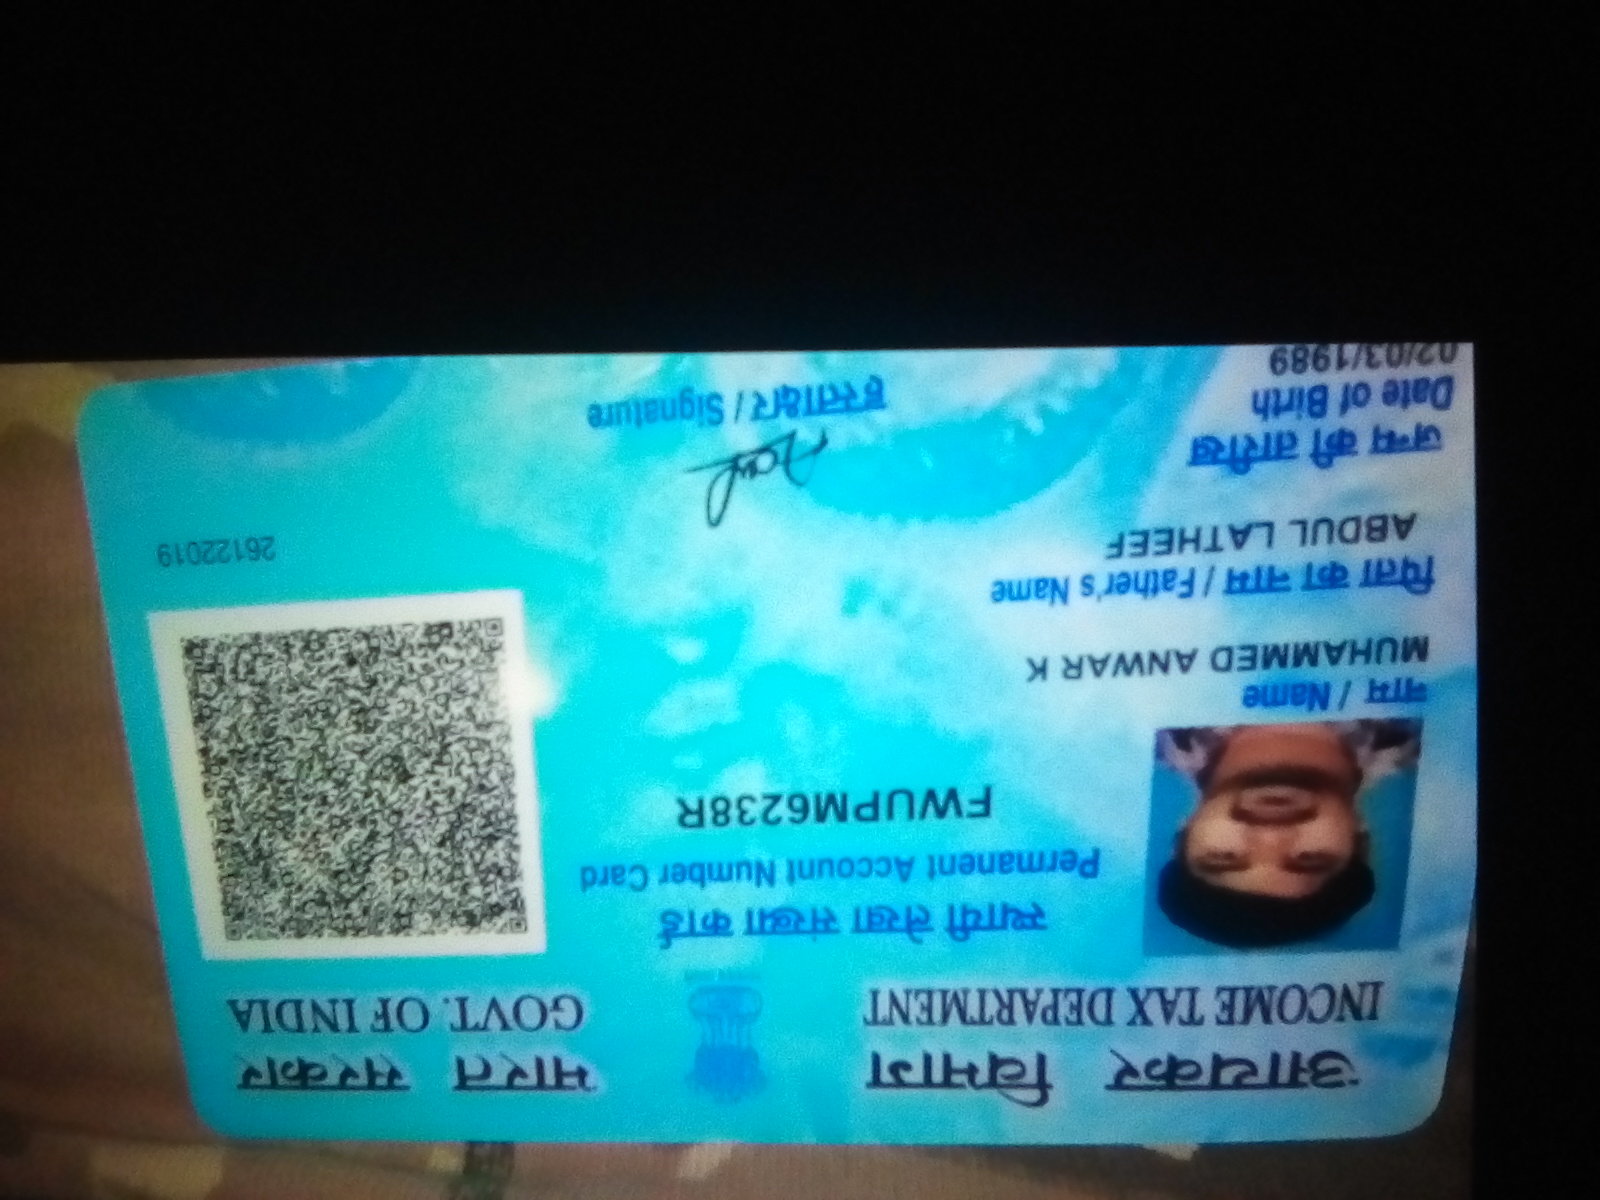 आयकर विभाग
INCOME TAX DEPARTMENT
भारत सरकार
GOVT. OF INDIA
स्थायी लेखा संख्या कार्ड
Permanent Account Number Card
FWUPM6238R
नाम / Name
MUHAMMED ANWAR K
पिता का नाम / Father's Name
ABDUL LATHEEF
26122019
जन्म की तारीख
Date of Birth
02/03/1989
हस्ताक्षर / Signature